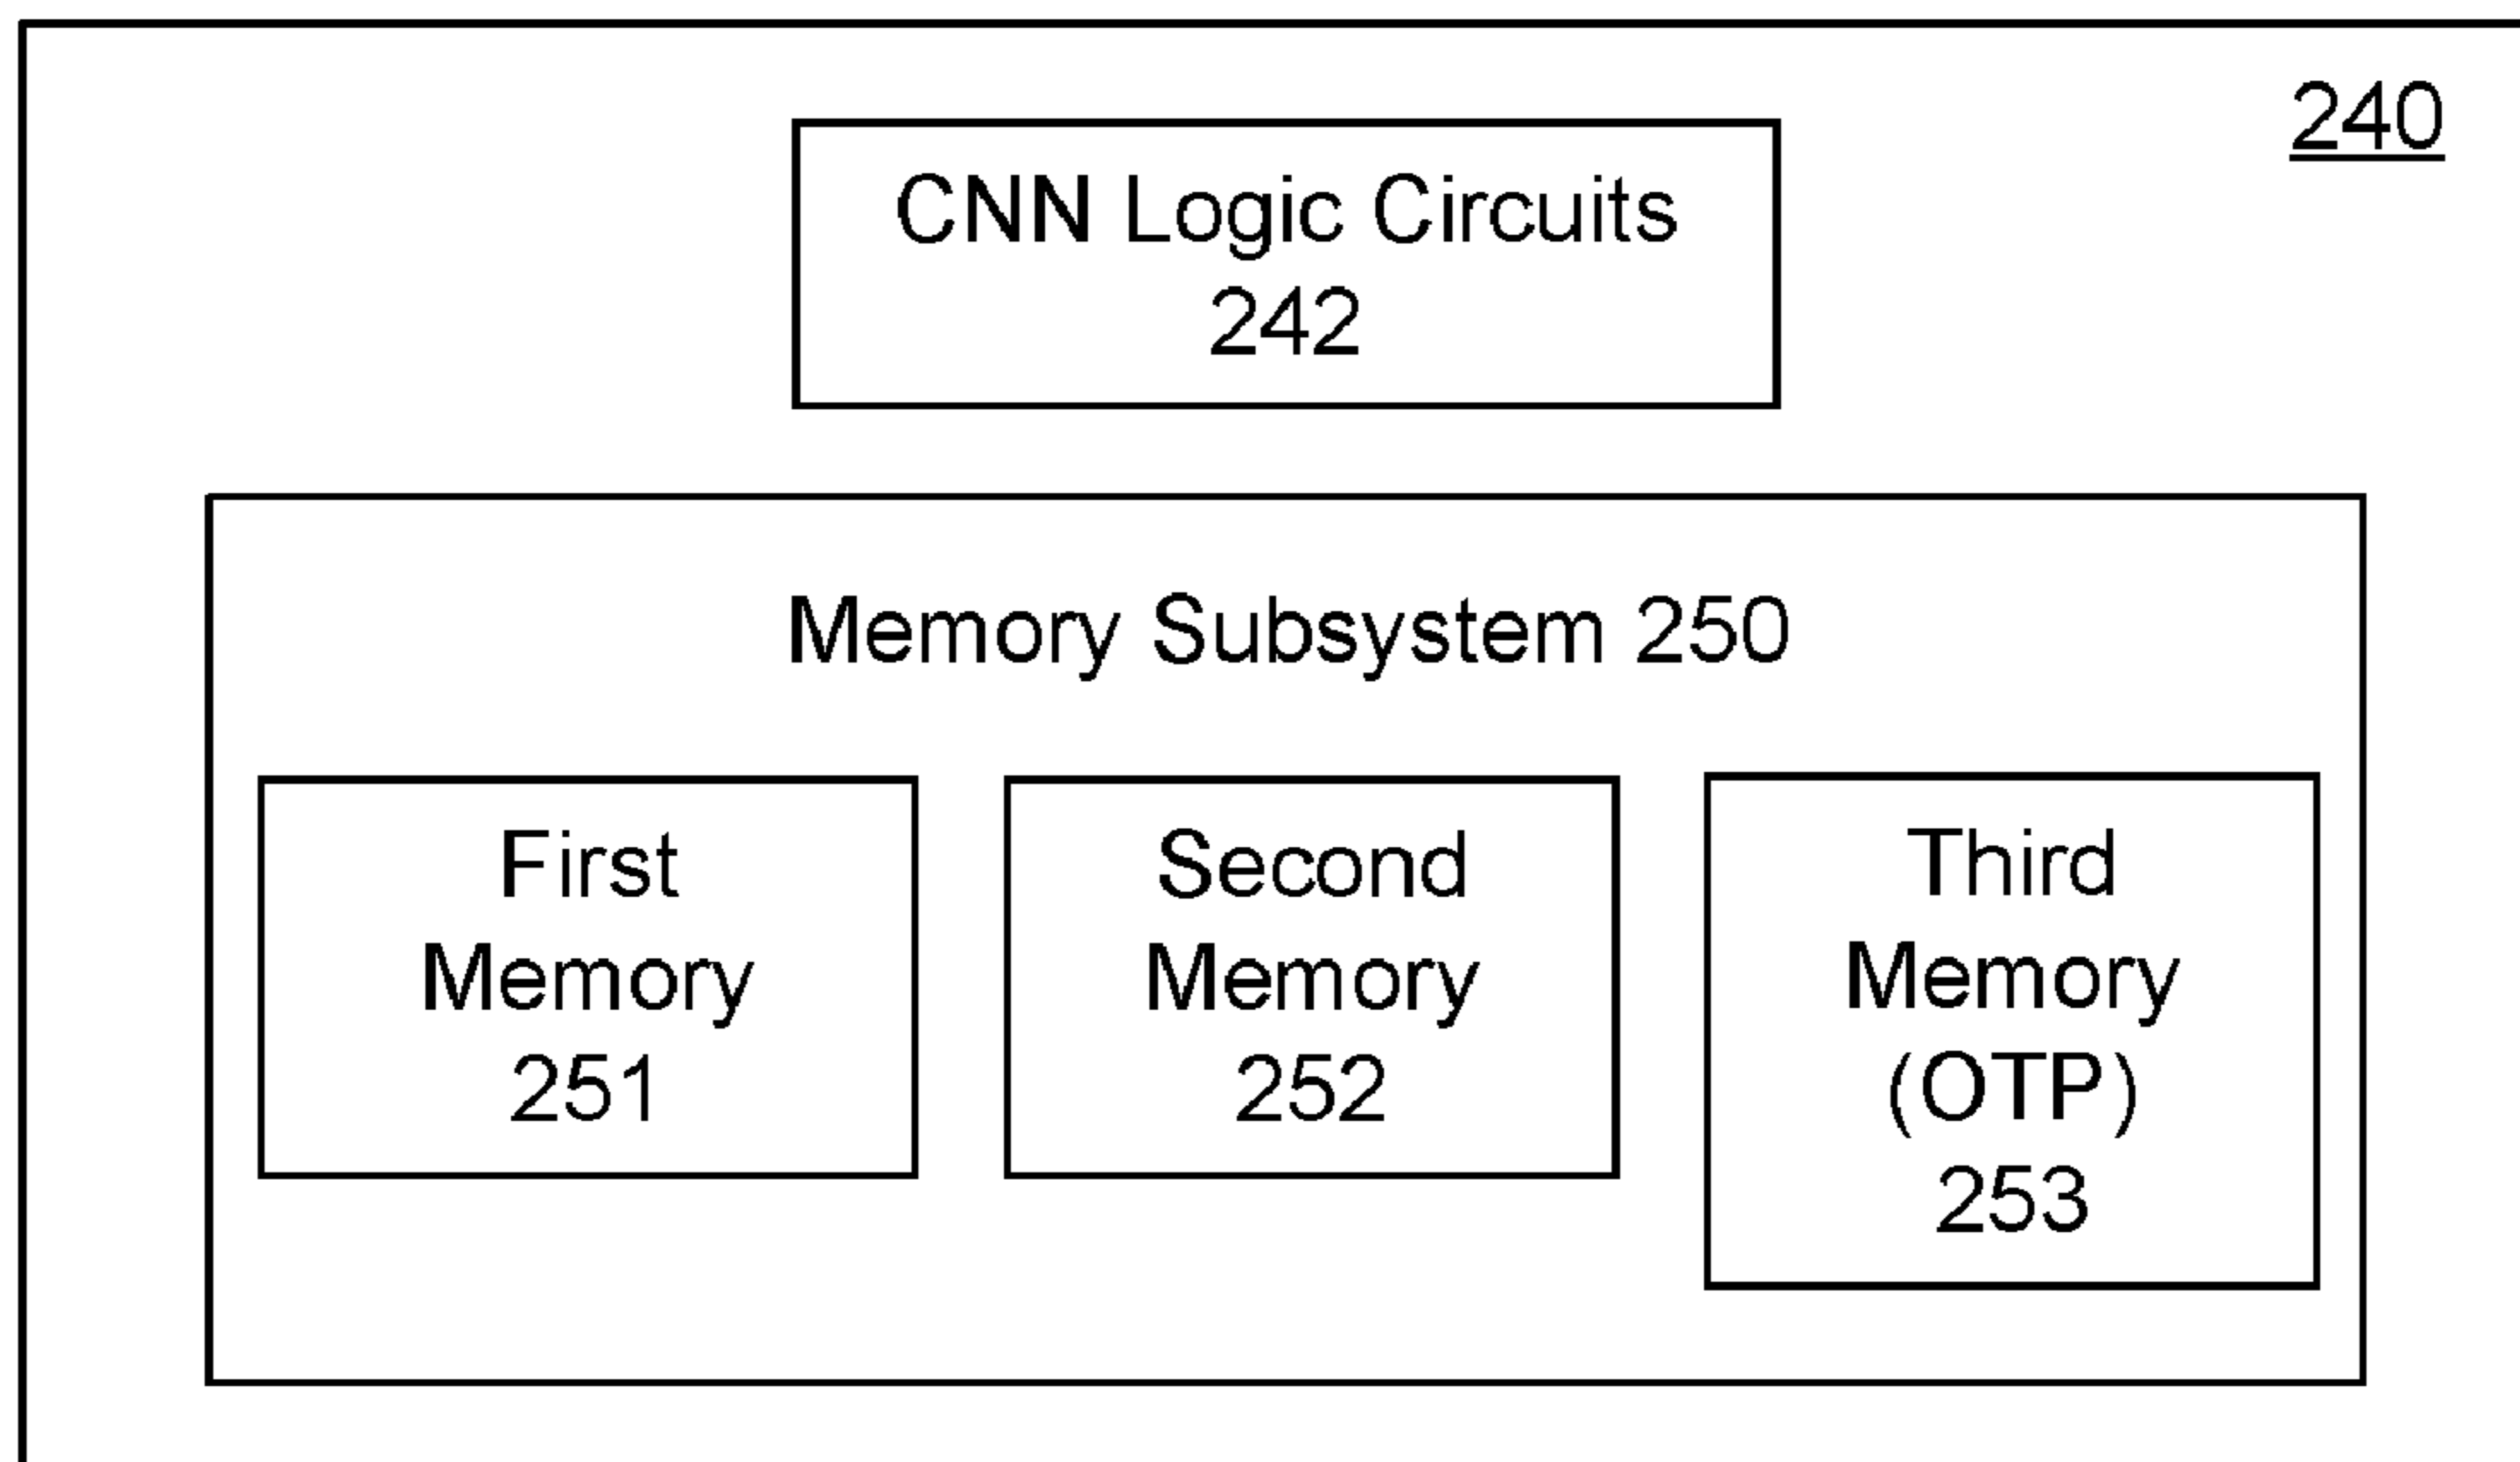 240
CNN Logic Circuits
242
Memory Subsystem 250
First
Memory
251
Second
Memory
252
Third
Memory
(OTP)
253